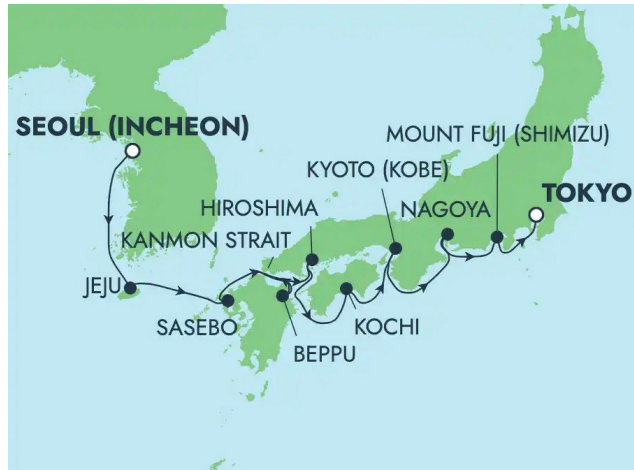 SEOUL (INCHEON)
MOUNT FUJI (SHIMIZU)
KYOTO (KOBE)
TOKYO
HIROSHIMA
NAGOYA
KANMON STRAIT
JEJU
SASEBO
KOCHI
BEPPU